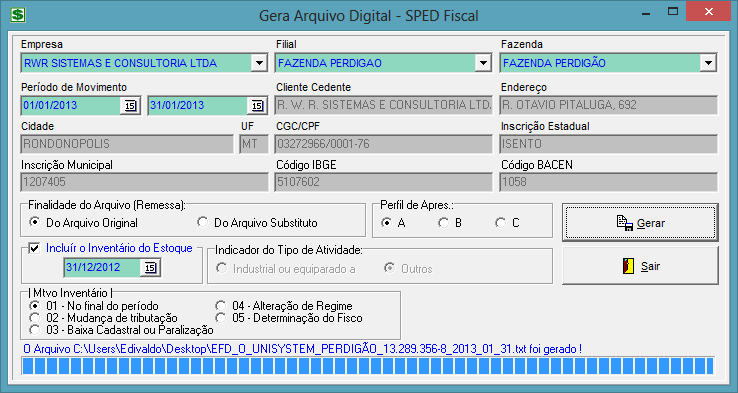 Gera Arquivo Digital - SPED Fiscal
Empresa Filial Fazenda
RWR SISTEMAS E CONSULTORIA LTDA FAZENDA PERDIGAO FAZENDA PERDIGÃO
Período de Movimento Cliente Cedente Endereço
01/01/2013 15 31/01/2013 15 R. W. R. SISTEMAS E CONSULTORIA LTD. R. OTAVIO PITALUGA, 692
Cidade UF CGC/CPF Inscrição Estadual
RONDONOPOLIS MT 03272966/0001-76 ISENTO
Inscrição Municipal Código IBGE Código BACEN
1207405 5107602 1058
Finalidade do Arquivo (Remessa): Perfil de Apres.:
Do Arquivo Original Do Arquivo Substituto A B C Gerar
Incluír o Inventário do Estoque Indicador do Tipo de Atividade:
31/12/2012 15 Industrial ou equiparado a Outros Sair
| Mtvo Inventário |
01 - No final do período 04 - Alteração de Regime
02 - Mudança de tributação 05 - Determinação do Fisco
03 - Baixa Cadastral ou Paralização
O Arquivo C:\Users\Edivaldo\Desktop\EFD_O_UNISYSTEM_PERDIGÃO_13.289.356-8_2013_01_31.txt foi gerado !